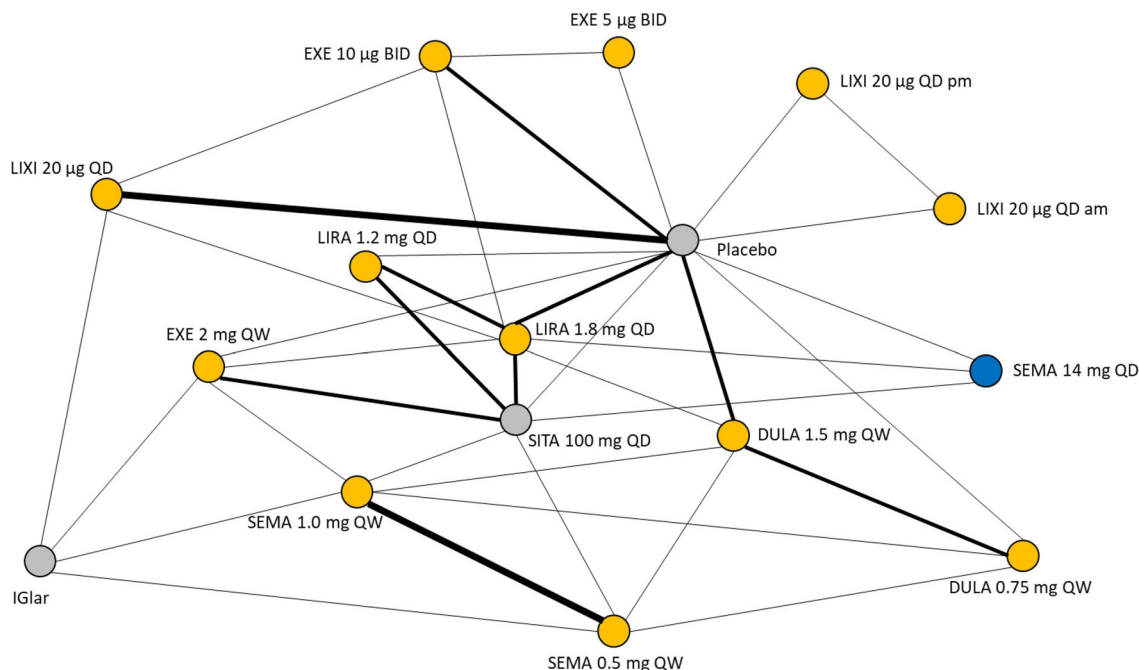 EXE 5 µg BID
EXE 10 µg BID
LIXI 20 µg QD pm
LIXI 20 µg QD
LIXI 20 µg QD am
LIRA 1.2 mg QD
Placebo
EXE 2 mg QW
LIRA 1.8 mg QD
SEMA 14 mg QD
SITA 100 mg QD
DULA 1.5 mg QW
SEMA 1.0 mg QW
IGlar
DULA 0.75 mg QW
SEMA 0.5 mg QW